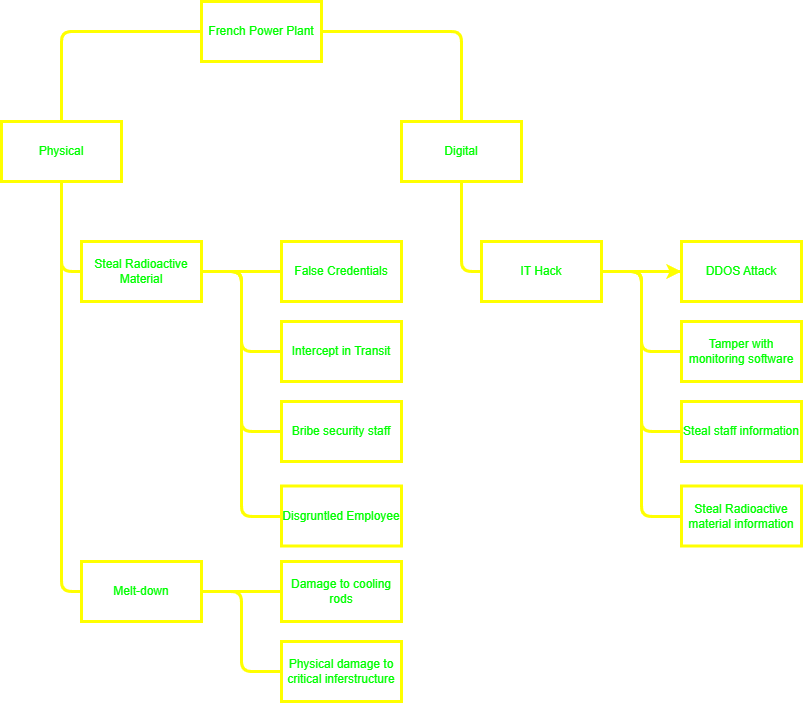 French Power Plant
Physical
Digital
Steal Radioactive
Material
False Credentials
IT Hack
DDOS Attack
Intercept in Transit
Tamper with
monitoring software
Bribe security staff
Steal staff information
Disgruntled Employee
Steal Radioactive
material information
Melt-down
Damage to cooling
rods
Physical damage to
critical inferstructure